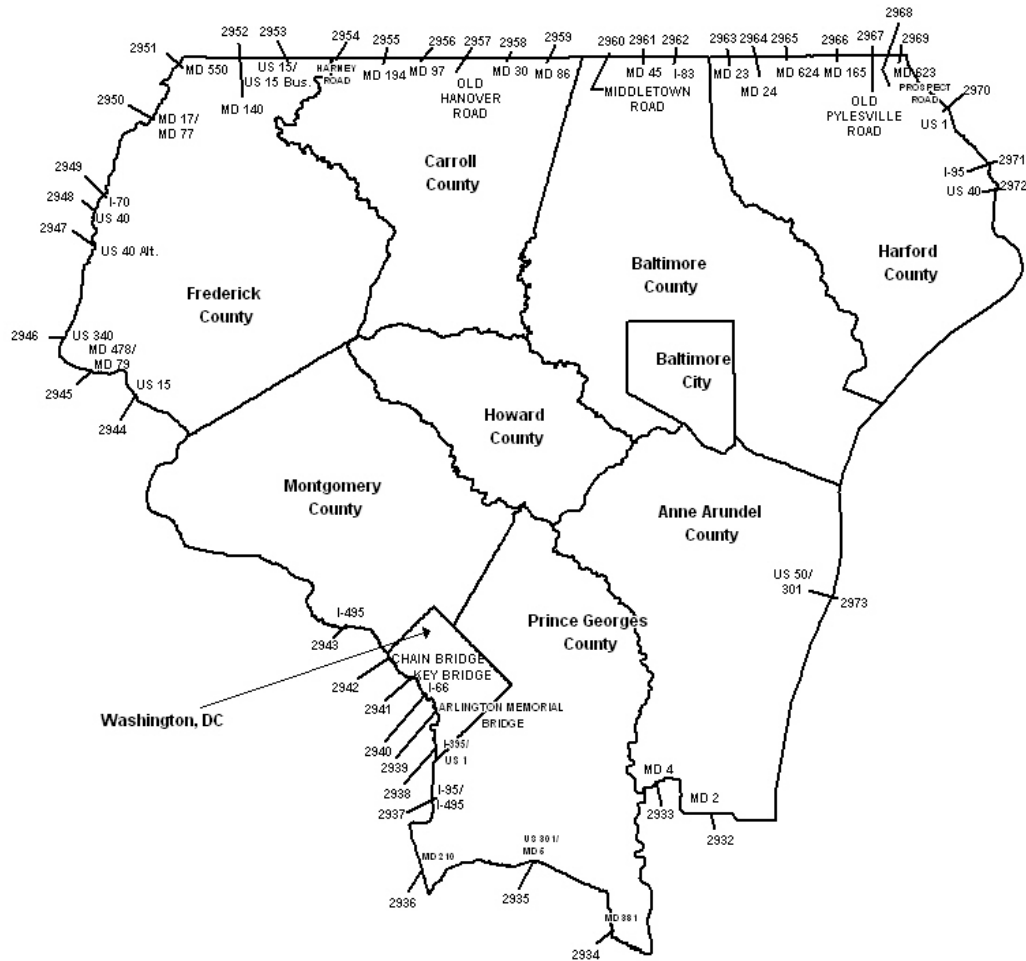 2968
2951
2952
2953
2954
2955
2956
2957
2958
2959
2960
2961
2962
2963
2964
2965
2966
2967
2969
MD 550
MD 140
US 15/
US 15 Bus.
HARNEY
ROAD
MD 194
MD 97
OLD
HANOVER
ROAD
MD 30
MD 86
MIDDLETOWN
ROAD
MD 45
I-83
MD 23
MD 24
MD 624
MD 165
OLD
PYLESVILLE
ROAD
MD 623
PROSPECT
ROAD
2970
US 1
2950
MD 17/
MD 77
2949
I-70
2948
US 40
2947
US 40 Alt.
I-95
2971
US 40
2972
Carroll
County
Frederick
County
Baltimore
County
Harford
County
2946
US 340
MD 478/
MD 79
2945
US 15
2944
Baltimore
City
Howard
County
Montgomery
County
Anne Arundel
County
US 50/
301
2973
I-495
2943
Prince Georges
County
CHAIN BRIDGE
2942
KEY BRIDGE
2941
I-66
2940
ARLINGTON MEMORIAL
BRIDGE
2939
Washington, DC
I-395/
US 1
2938
I-95/
I-495
2937
MD 4
2933
MD 2
2932
MD 210
2936
US 301/
MD 5
2935
MD 381
2934